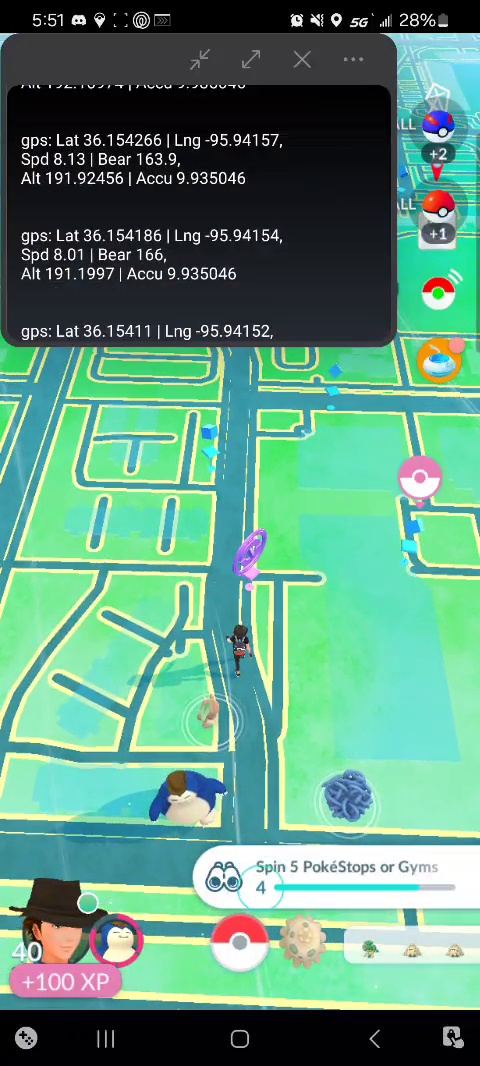 5:51
5G
28%
Alt 192.10974 | Accu 9.935046
gps: Lat 36.154266 | Lng -95.94157,
Spd 8.13 | Bear 163.9,
Alt 191.92456 | Accu 9.935046
gps: Lat 36.154186 | Lng -95.94154,
Spd 8.01 | Bear 166,
Alt 191.1997 | Accu 9.935046
gps: Lat 36.15411 | Lng -95.94152,
ALL
+2
ALL
+1
Spin 5 PokéStops or Gyms
4
40
+100 XP